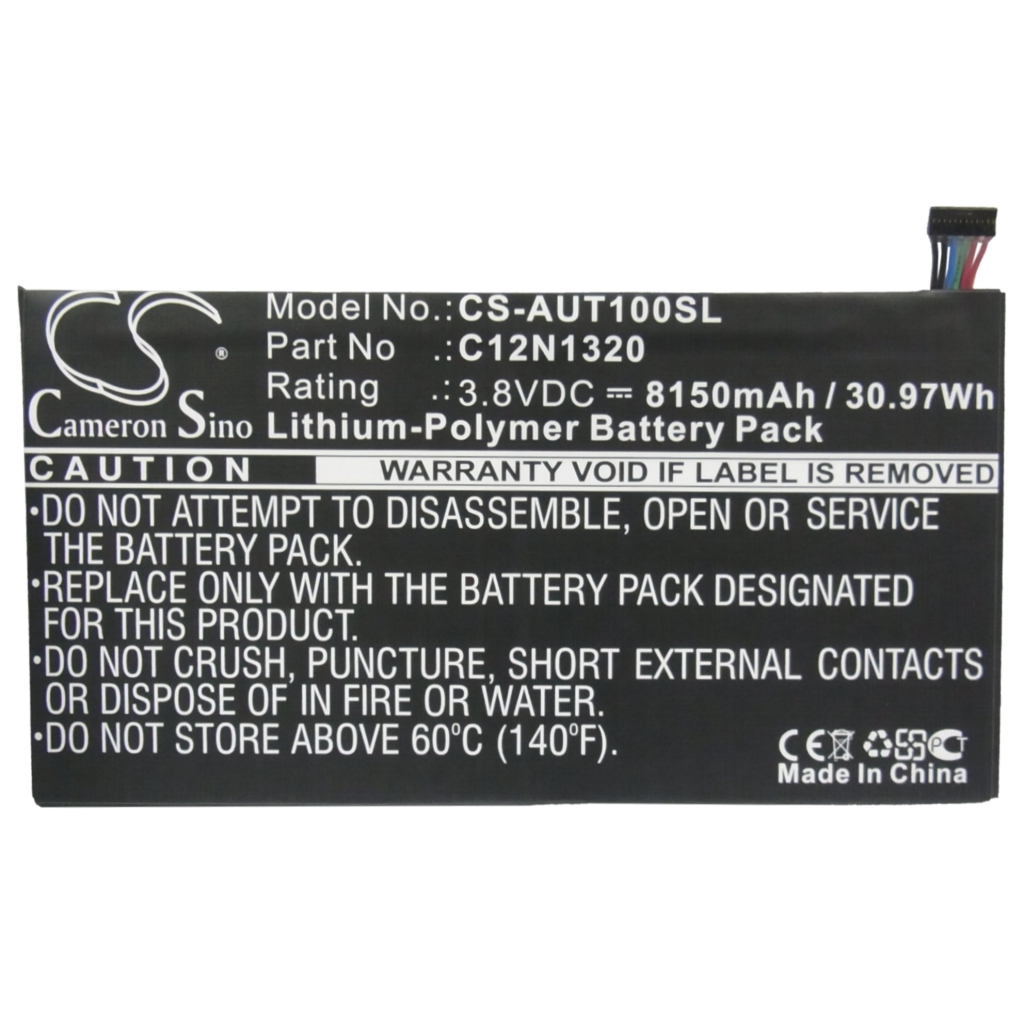 Model No.: CS-AUT100SL
Part No .: C12N1320
CS ®
Rating .: 3.8VDC ⎓ 8150mAh / 30.97Wh
Cameron Sino
Lithium-Polymer Battery Pack
CAUTION
WARRANTY VOID IF LABEL IS REMOVED
•DO NOT ATTEMPT TO DISASSEMBLE, OPEN OR SERVICE
THE BATTERY PACK.
•REPLACE ONLY WITH THE BATTERY PACK DESIGNATED
FOR THIS PRODUCT.
•DO NOT CRUSH, PUNCTURE, SHORT EXTERNAL CONTACTS
OR DISPOSE OF IN FIRE OR WATER.
•DO NOT STORE ABOVE 60°C (140°F).
CE PCT
Made In China